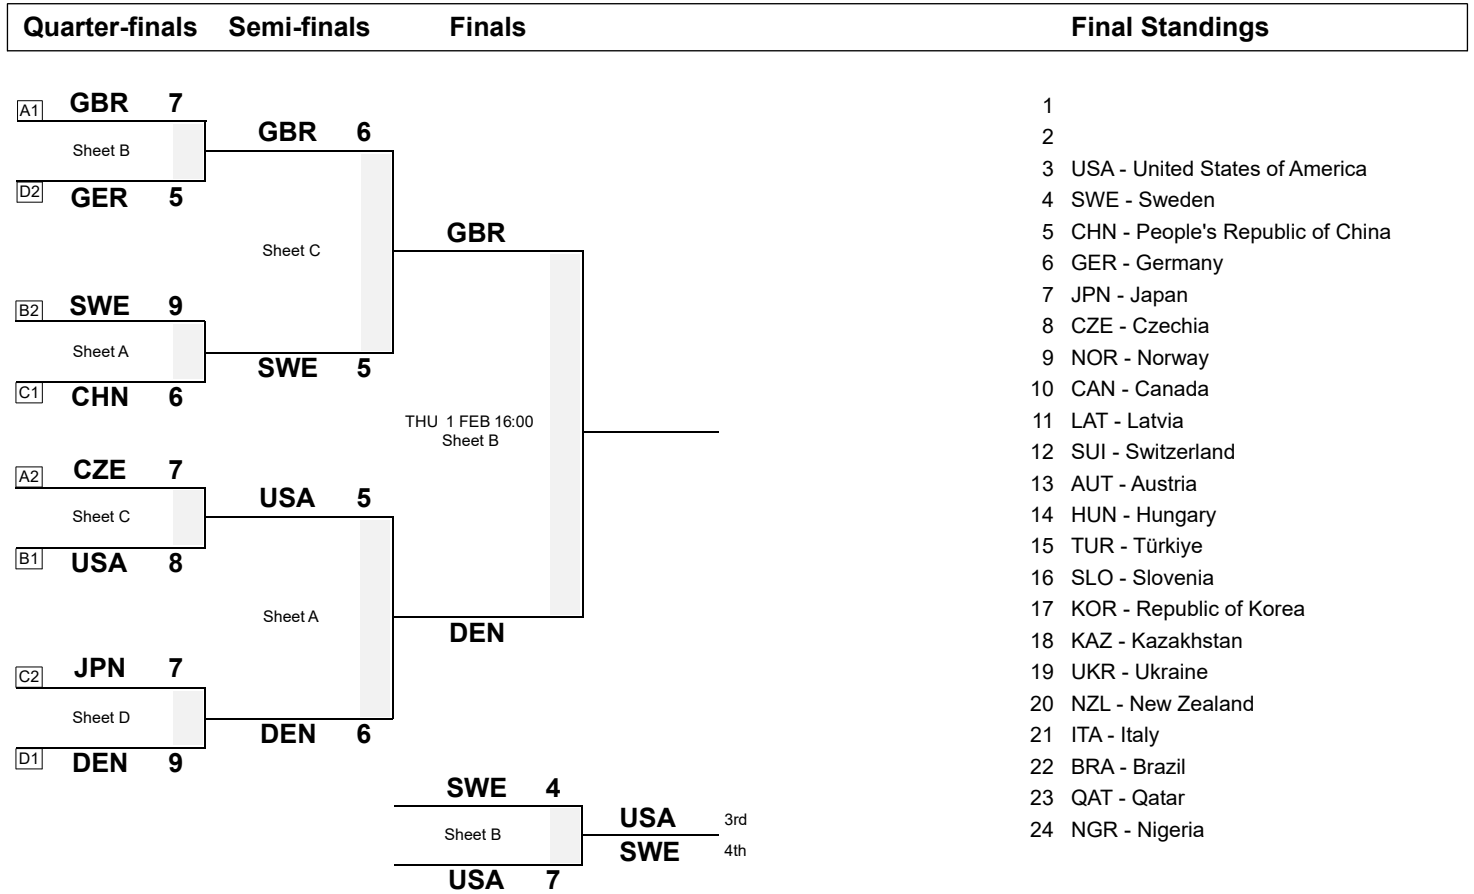 Quarter-finals Semi-finals Finals Final Standings
A1 GBR 7
Sheet B
D2 GER 5
B2 SWE 9
Sheet A
C1 CHN 6
A2 CZE 7
Sheet C
B1 USA 8
C2 JPN 7
Sheet D
D1 DEN 9
GBR 6
Sheet C
SWE 5
USA 5
Sheet A
DEN 6
GBR
THU 1 FEB 16:00
Sheet B
DEN
SWE 4
Sheet B
USA 7
USA 3rd
SWE 4th
1
2
3 USA - United States of America
4 SWE - Sweden
5 CHN - People's Republic of China
6 GER - Germany
7 JPN - Japan
8 CZE - Czechia
9 NOR - Norway
10 CAN - Canada
11 LAT - Latvia
12 SUI - Switzerland
13 AUT - Austria
14 HUN - Hungary
15 TUR - Türkiye
16 SLO - Slovenia
17 KOR - Republic of Korea
18 KAZ - Kazakhstan
19 UKR - Ukraine
20 NZL - New Zealand
21 ITA - Italy
22 BRA - Brazil
23 QAT - Qatar
24 NGR - Nigeria